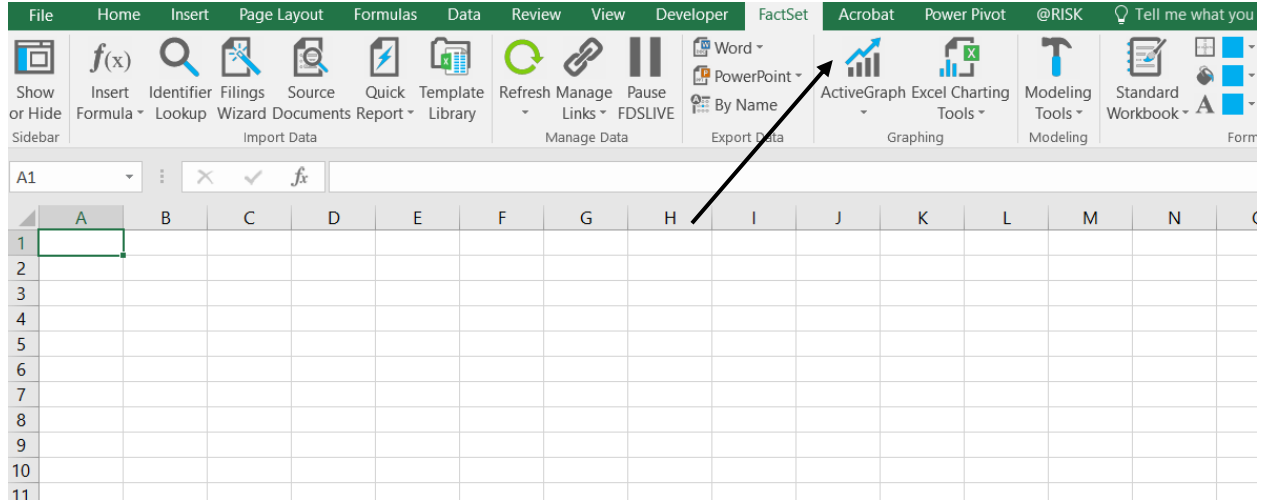 File Home Insert Page Layout Formulas Data Review View Developer FactSet Acrobat Power Pivot @RISK Tell me what you
Show or Hide
Sidebar
f(x)
Insert Formula
Identifier Lookup
Filings Wizard
Source Documents
Quick Report
Template Library
Import Data
Refresh
Manage Links
Pause FDSLIVE
Manage Data
Word
PowerPoint
By Name
Export Data
ActiveGraph
Excel Charting Tools
Graphing
Modeling Tools
Modeling
Standard Workbook
A
Form
A1 fx
A B C D E F G H I J K L M N
1
2
3
4
5
6
7
8
9
10
11